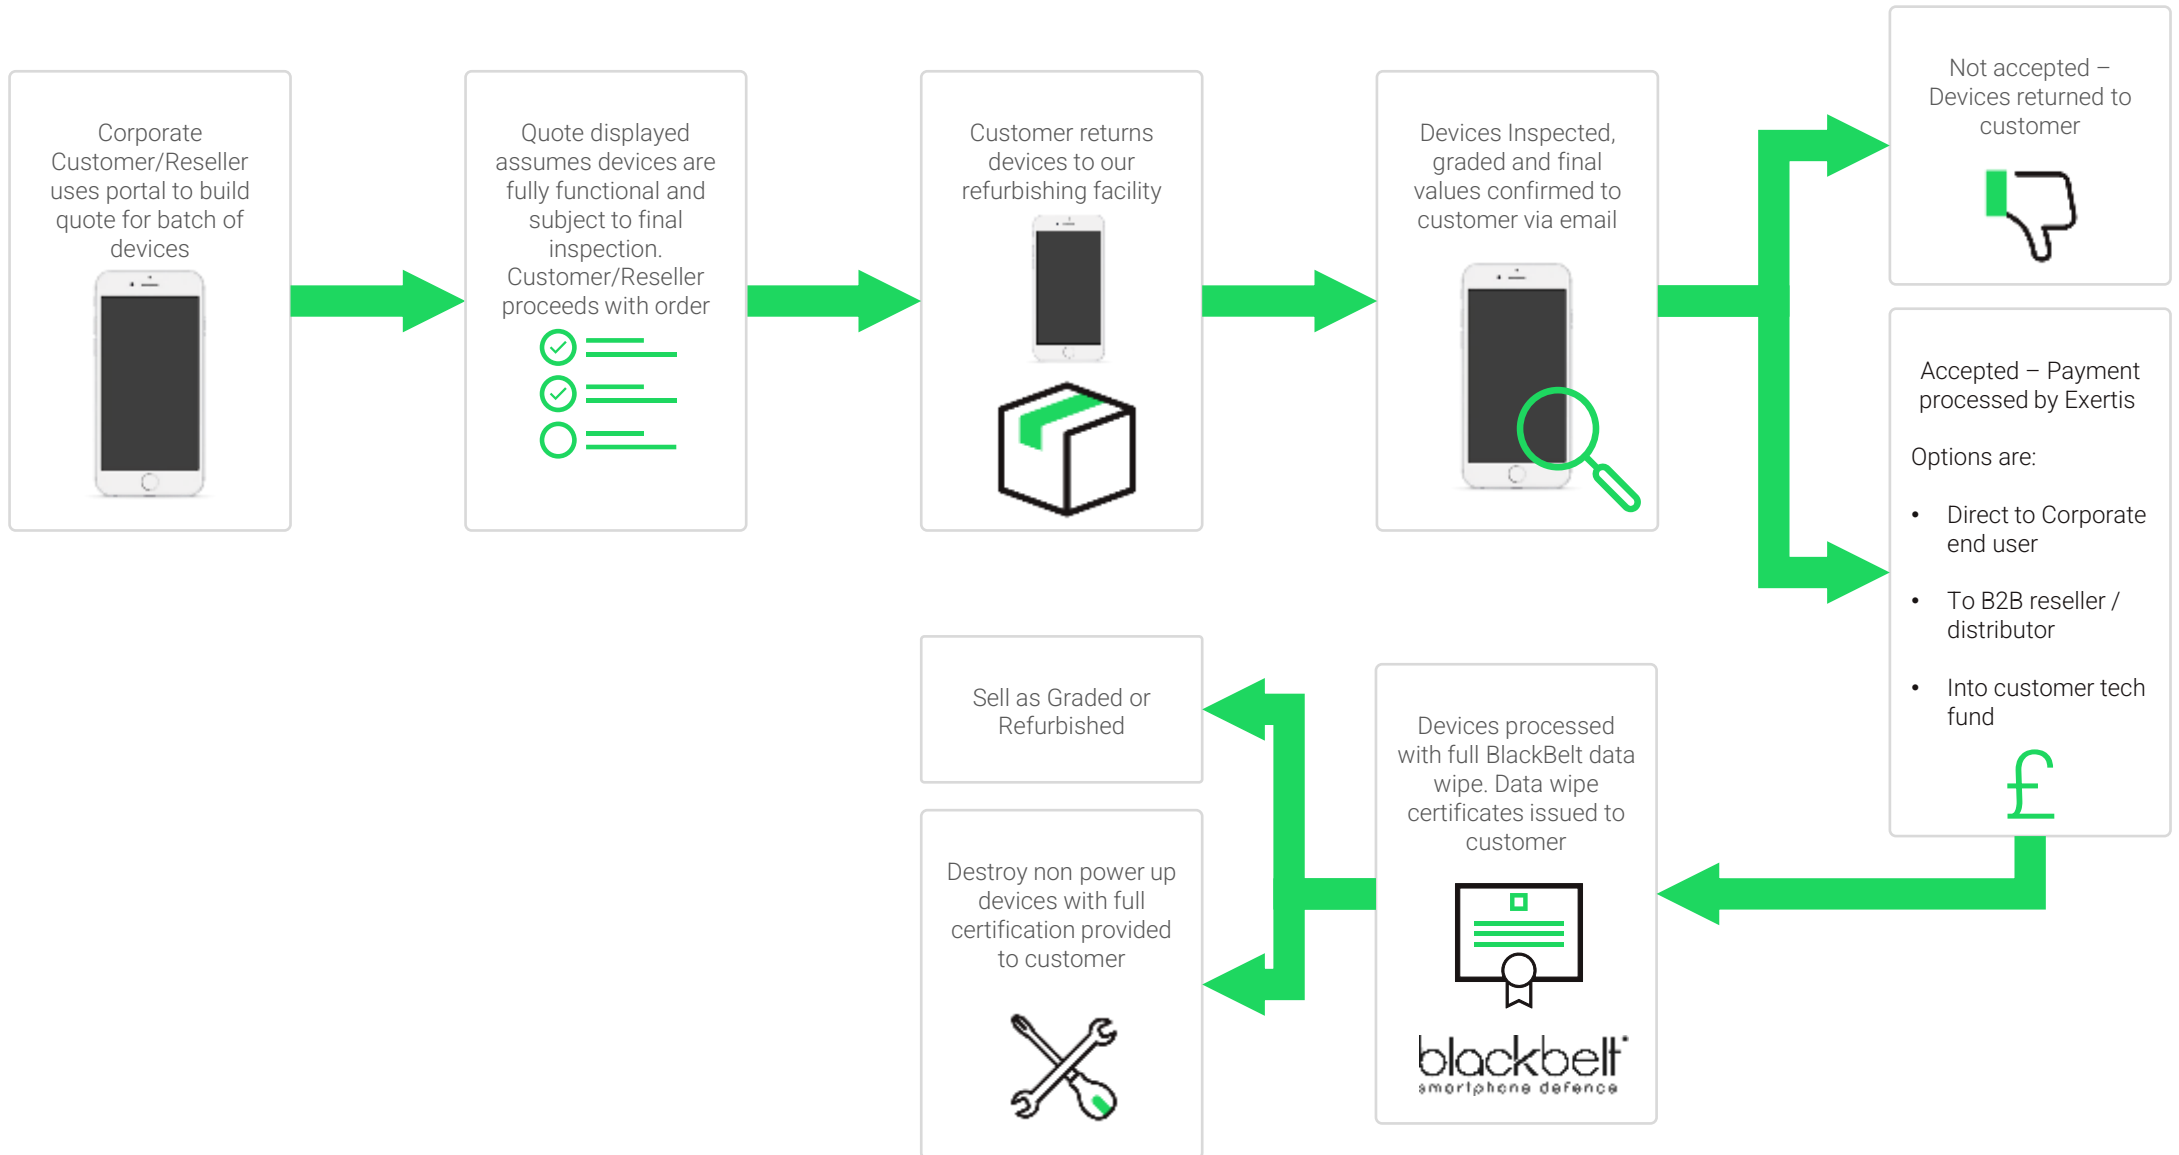 Corporate
Customer/Reseller
uses portal to build
quote for batch of
devices
Quote displayed
assumes devices are
fully functional and
subject to final
inspection.
Customer/Reseller
proceeds with order
Customer returns
devices to our
refurbishing facility
Devices Inspected,
graded and final
values confirmed to
customer via email
Not accepted –
Devices returned to
customer
Accepted – Payment
processed by Exertis
Options are:
• Direct to Corporate
end user
• To B2B reseller /
distributor
• Into customer tech
fund
£
Devices processed
with full BlackBelt data
wipe. Data wipe
certificates issued to
customer
blackbelt
smartphone defence
Sell as Graded or
Refurbished
Destroy non power up
devices with full
certification provided
to customer